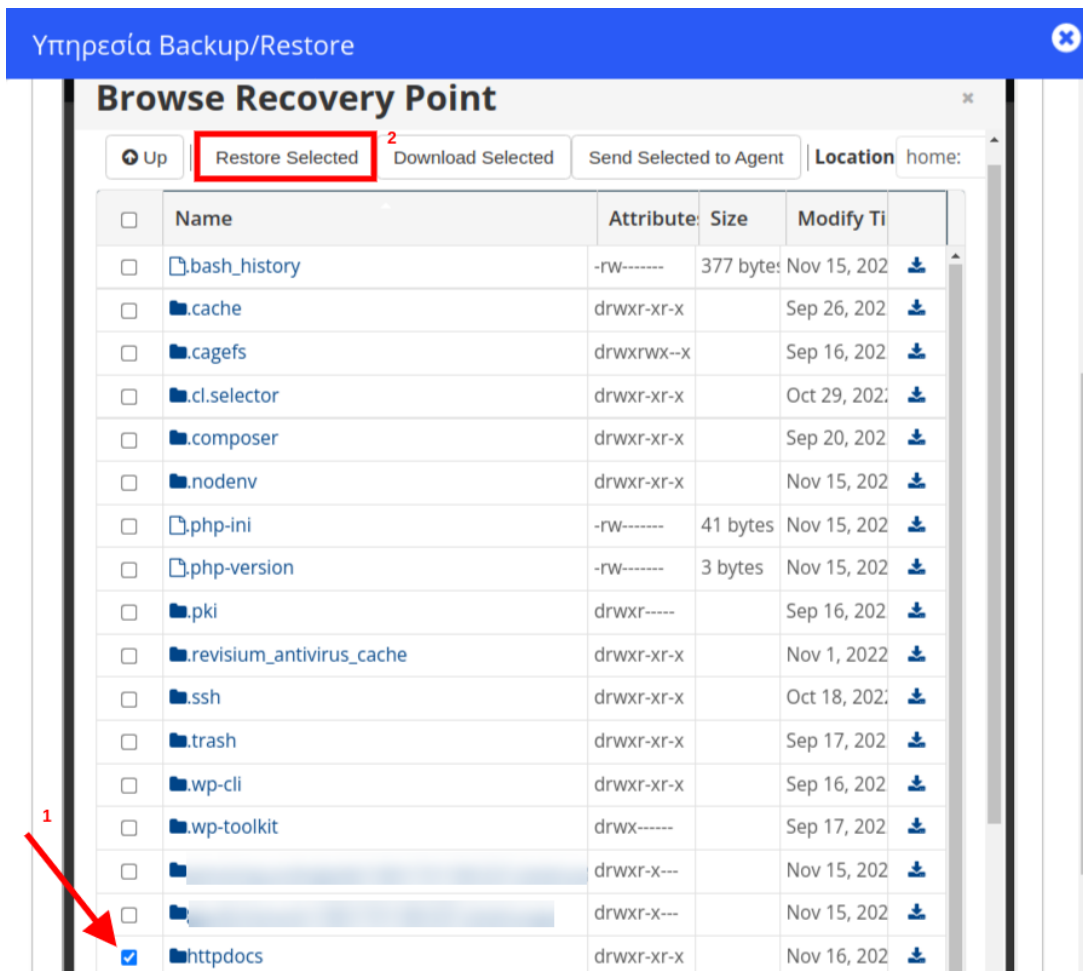 Υπηρεσία Backup/Restore
Browse Recovery Point
Up Restore Selected 2 Download Selected Send Selected to Agent Location home:
Name Attribute Size Modify Ti
.bash_history -rw------- 377 bytes Nov 15, 202
.cache drwxr-xr-x Sep 26, 202
.cagefs drwxrwx--x Sep 16, 202
.cl.selector drwxr-xr-x Oct 29, 202
.composer drwxr-xr-x Sep 20, 202
.nodenv drwxr-xr-x Nov 15, 202
.php-ini -rw------- 41 bytes Nov 15, 202
.php-version -rw------- 3 bytes Nov 15, 202
.pki drwxr----- Sep 16, 202
.revisium_antivirus_cache drwxr-xr-x Nov 1, 2022
.ssh drwxr-xr-x Oct 18, 202
.trash drwxr-xr-x Sep 17, 202
.wp-cli drwxr-xr-x Sep 16, 202
1
.wp-toolkit drwx------ Sep 17, 202
drwxr-x--- Nov 15, 202
drwxr-x--- Nov 15, 202
httpdocs drwxr-xr-x Nov 16, 202